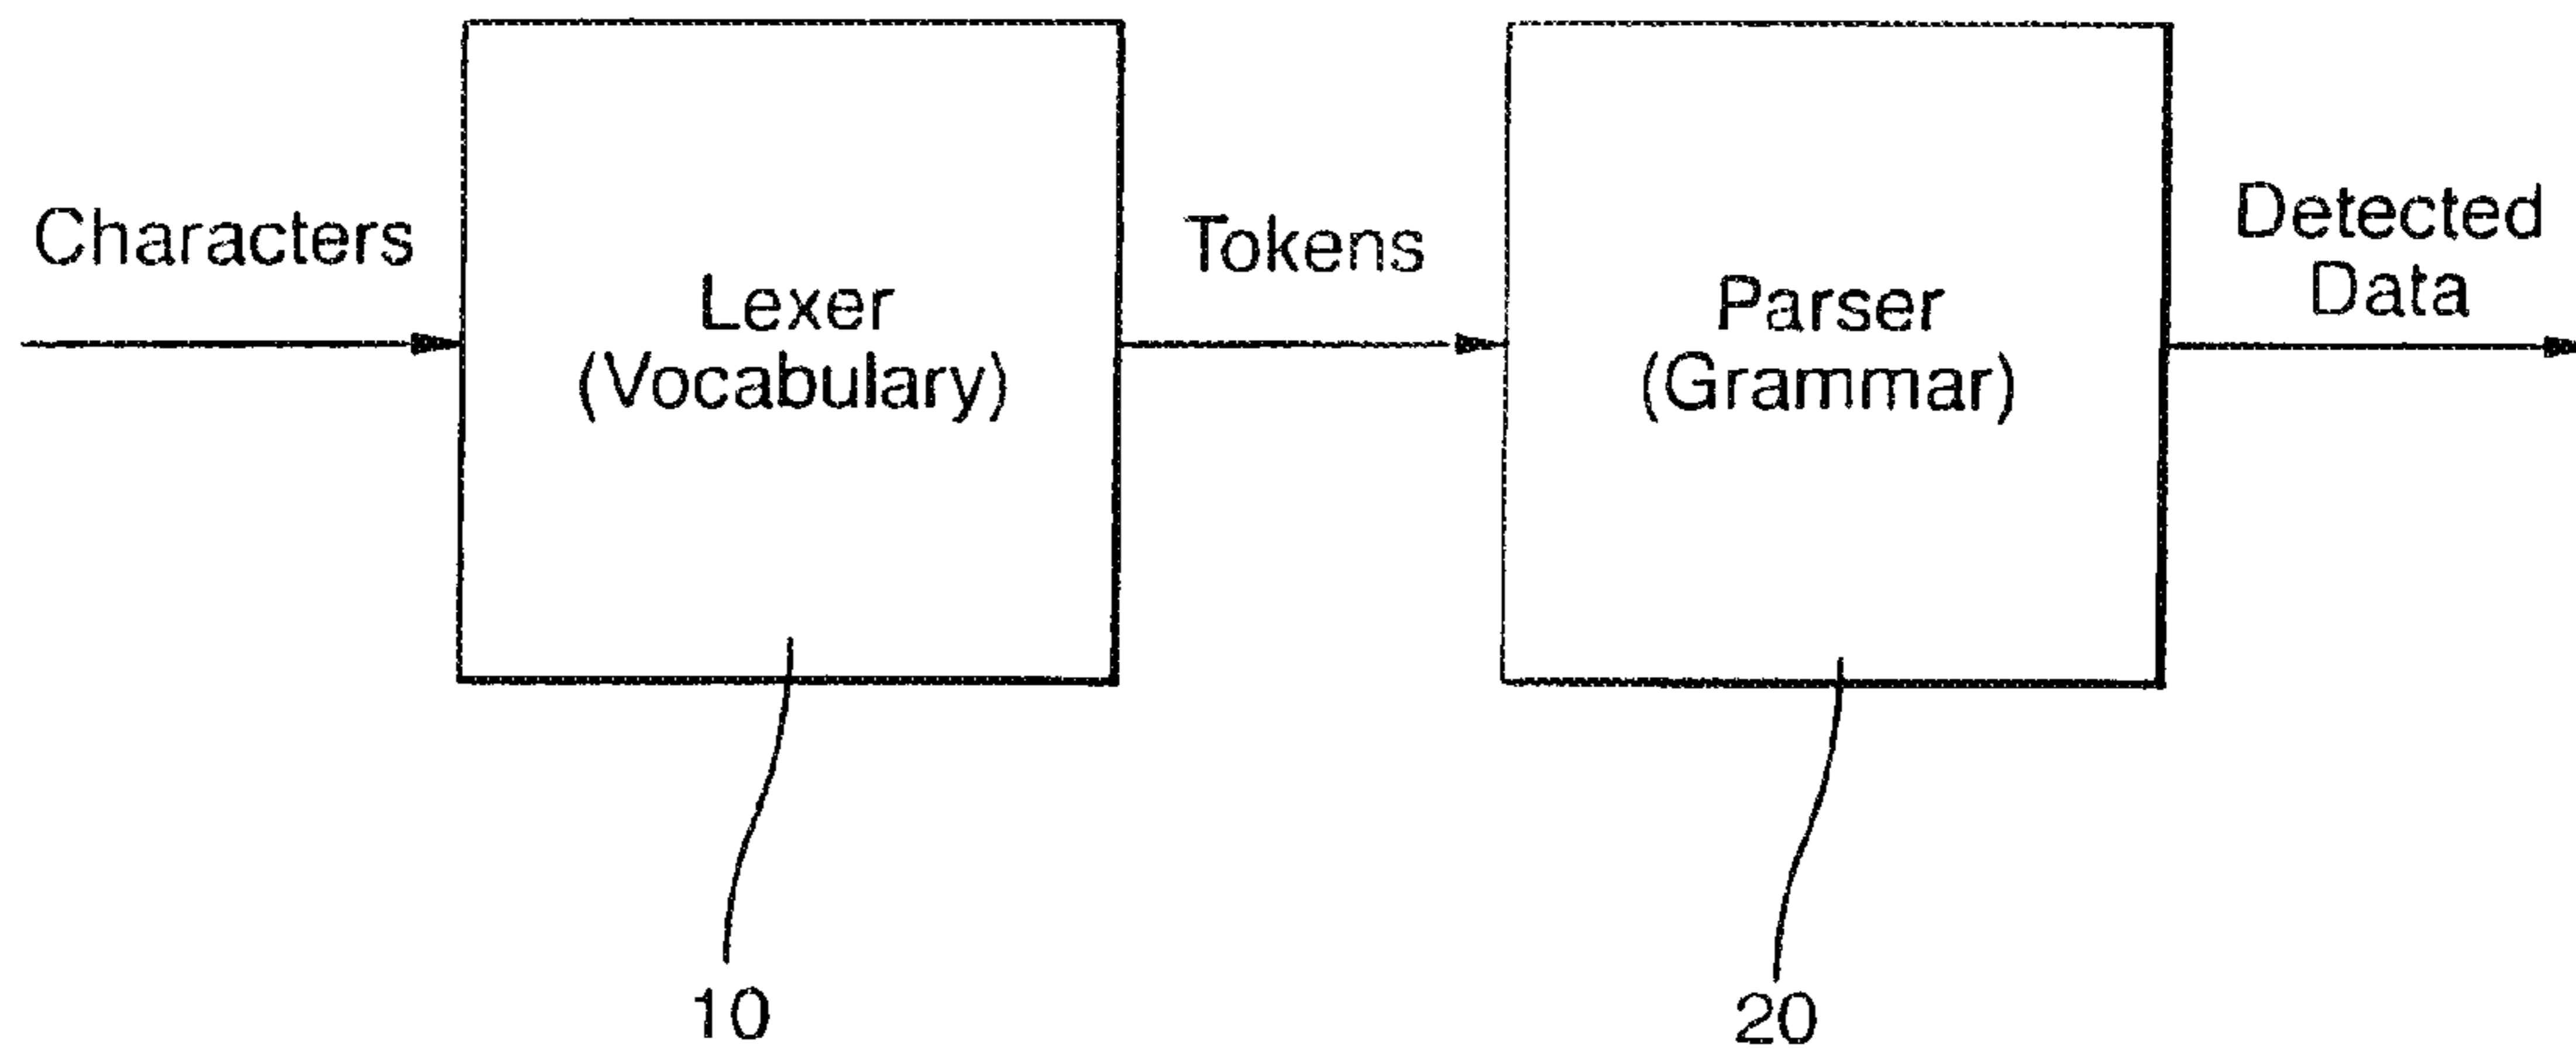 Characters
Lexer
(Vocabulary)
Tokens
Parser
(Grammar)
Detected
Data
10
20